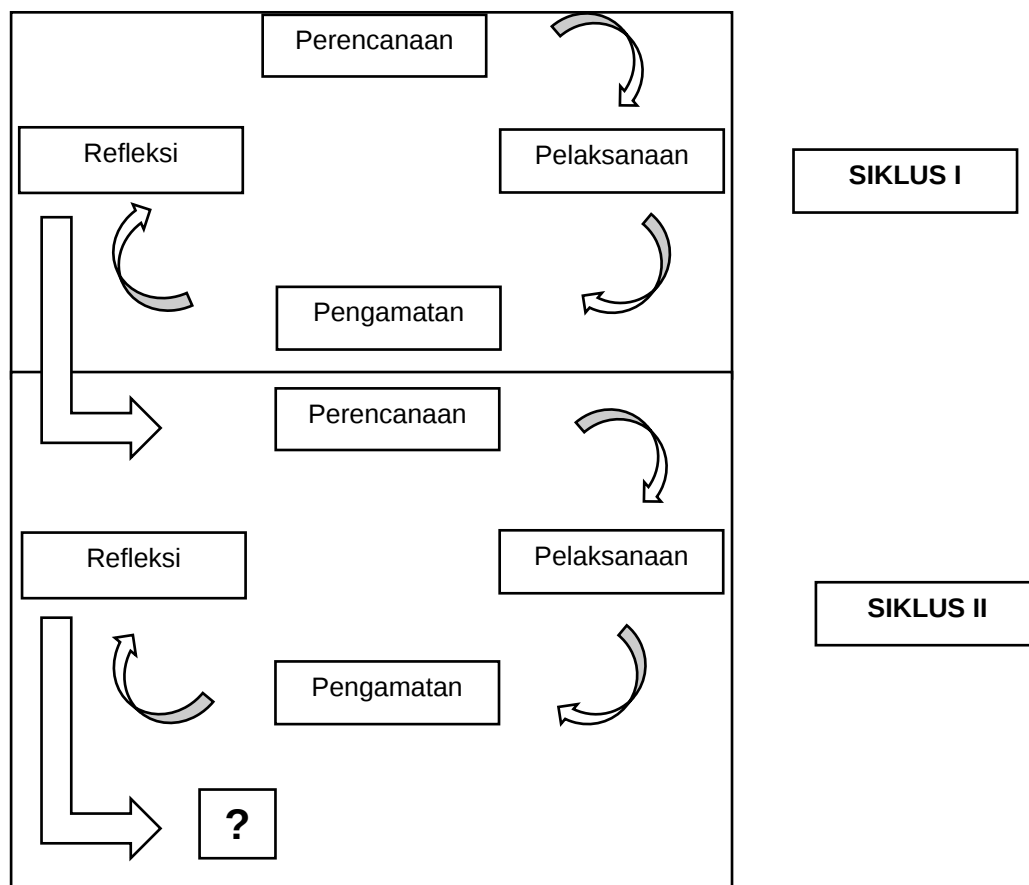 Perencanaan
Refleksi
Pelaksanaan
SIKLUS I
Pengamatan
Perencanaan
Refleksi
Pelaksanaan
SIKLUS II
Pengamatan
?